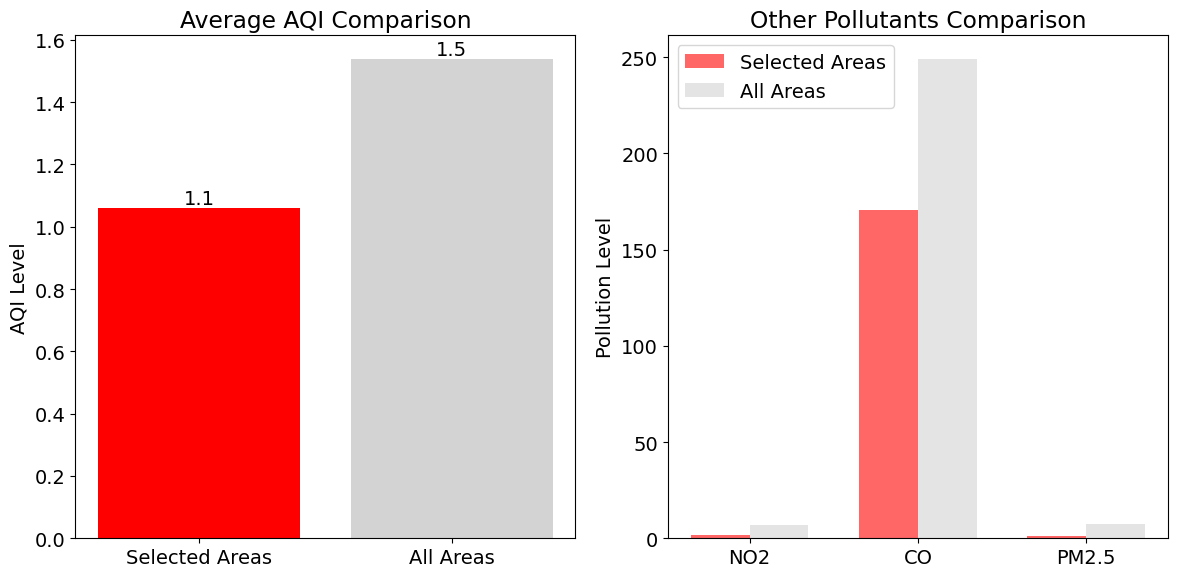 Average AQI Comparison
AQI Level
1.6
1.4
1.2
1.0
0.8
0.6
0.4
0.2
0.0
1.1
1.5
Selected Areas
All Areas
Other Pollutants Comparison
Pollution Level
250
200
150
100
50
0
Selected Areas
All Areas
NO2
CO
PM2.5